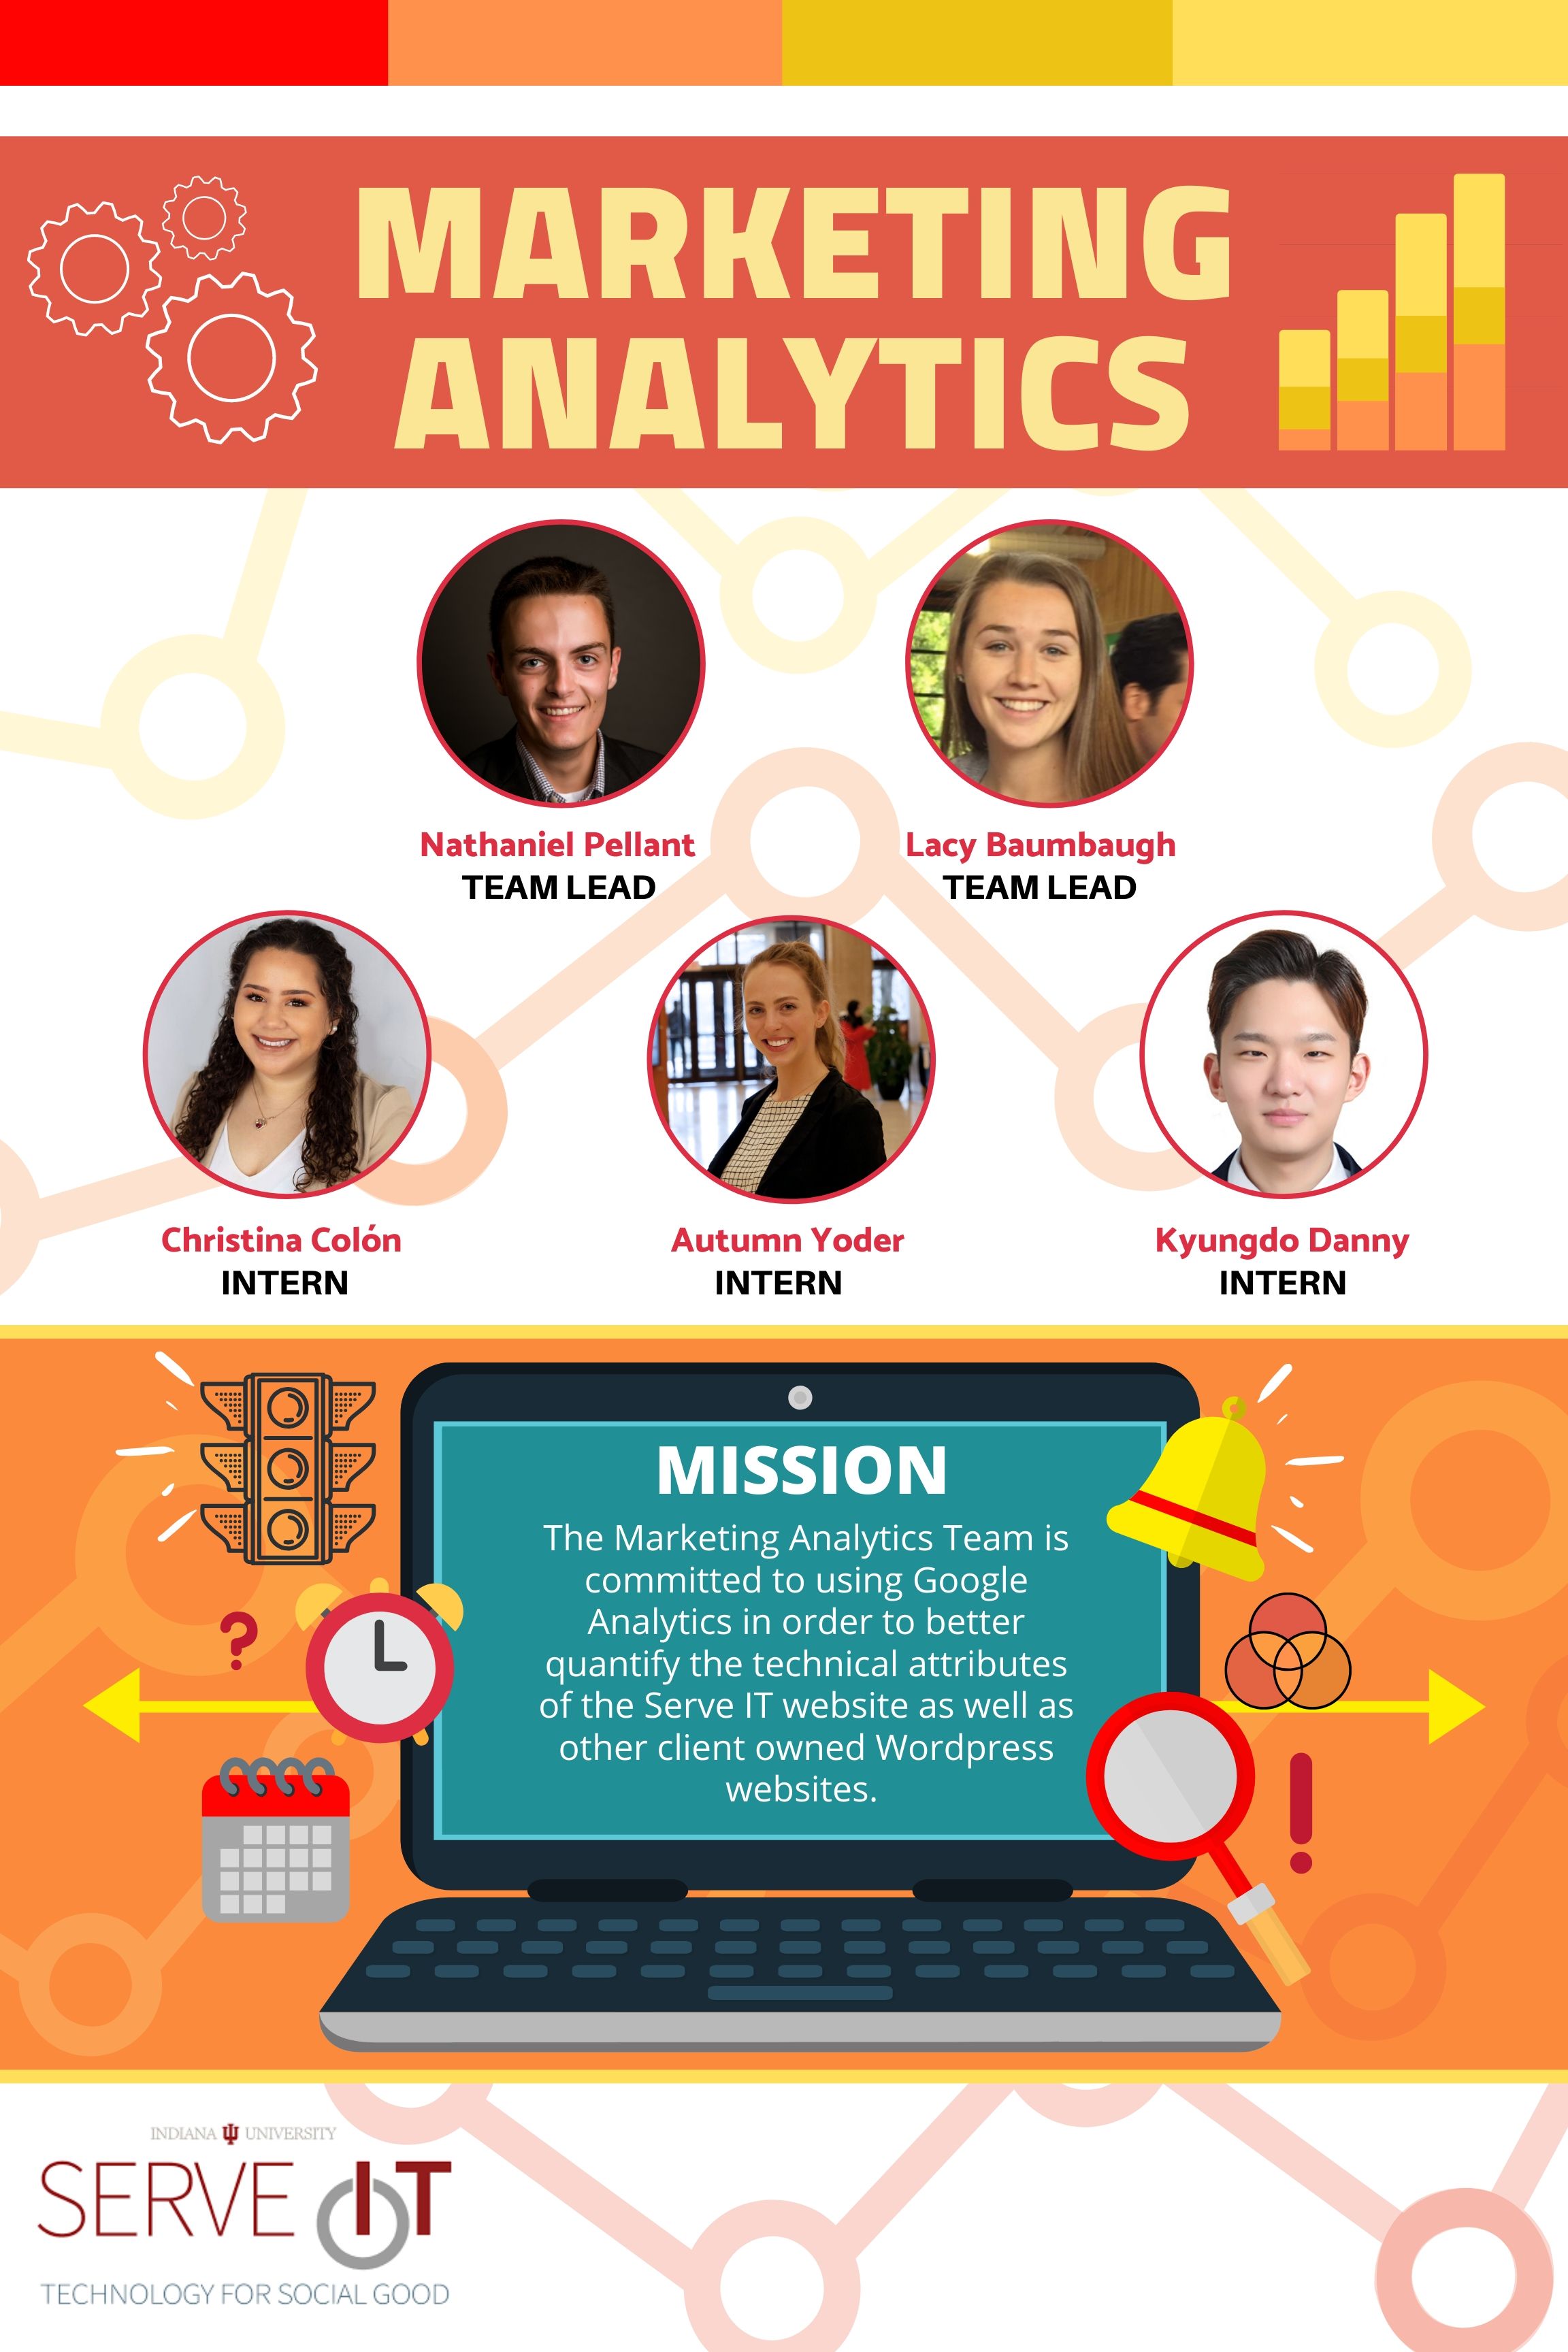 MARKETING
ANALYTICS
Nathaniel Pellant
TEAM LEAD
Lacy Baumbaugh
TEAM LEAD
Christina Colón
INTERN
Autumn Yoder
INTERN
Kyungdo Danny
INTERN
MISSION
The Marketing Analytics Team is
committed to using Google
Analytics in order to better
quantify the technical attributes
of the Serve IT website as well as
other client owned Wordpress
websites.
?
!
INDIANA UNIVERSITY
SERVE IT
TECHNOLOGY FOR SOCIAL GOOD